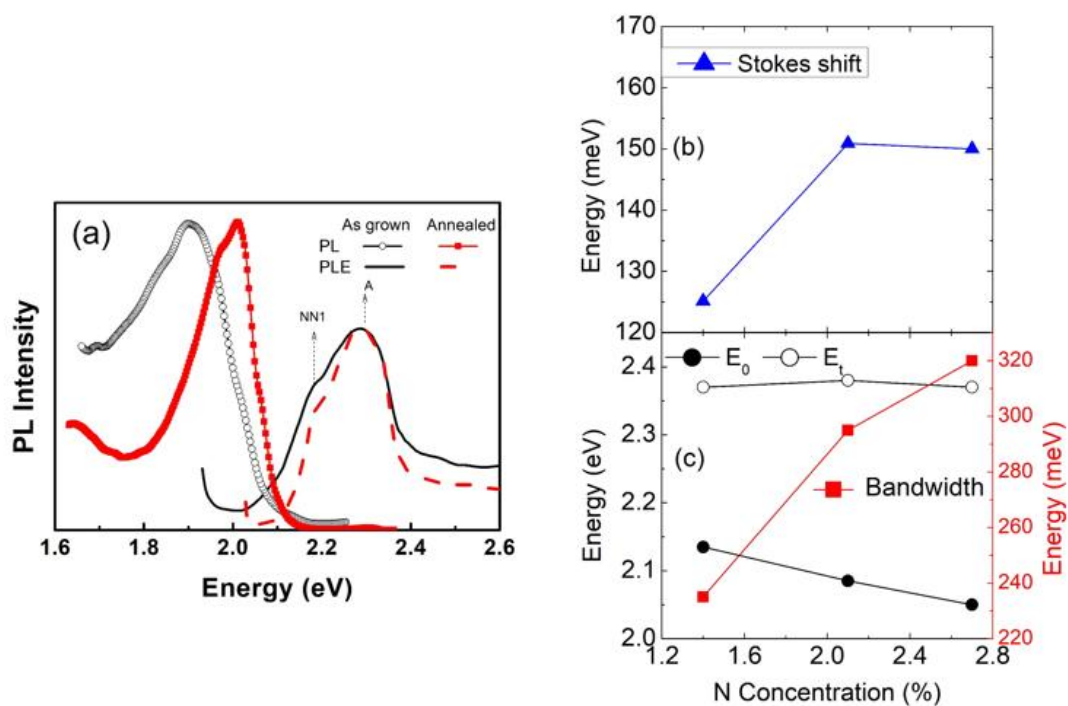 (a)
As grown Annealed
PL
PLE
A
NN1
PL Intensity
1.6 1.8 2.0 2.2 2.4 2.6
Energy (eV)
170
160
150
140
130
120
Energy (meV)
Stokes shift
(b)
2.4
2.3
2.2
2.1
2.0
Energy (eV)
E₀ Eₜ
(c)
Bandwidth
320
300
280
260
240
220
Energy (meV)
1.2 1.6 2.0 2.4 2.8
N Concentration (%)